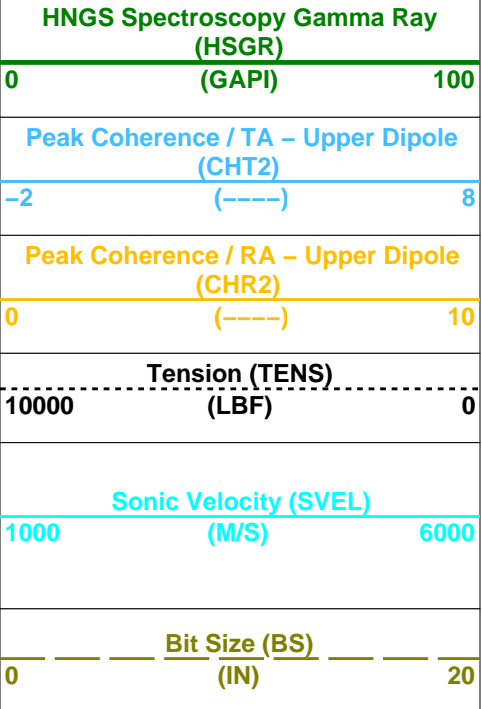 HNGS Spectroscopy Gamma Ray
(HSGR)
0 (GAPI) 100
Peak Coherence / TA – Upper Dipole
(CHT2)
–2 (––––) 8
Peak Coherence / RA – Upper Dipole
(CHR2)
0 (––––) 10
Tension (TENS)
10000 (LBF) 0
Sonic Velocity (SVEL)
1000 (M/S) 6000
Bit Size (BS)
0 (IN) 20